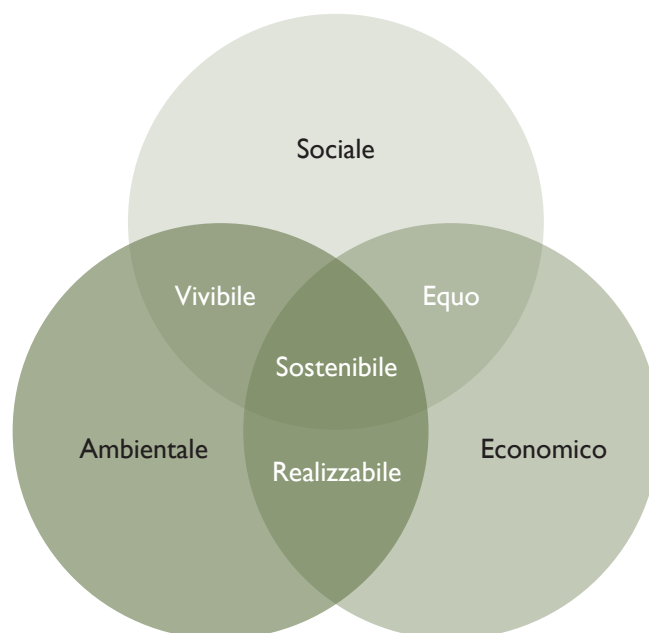 Sociale
Vivibile
Equo
Sostenibile
Ambientale
Economico
Realizzabile